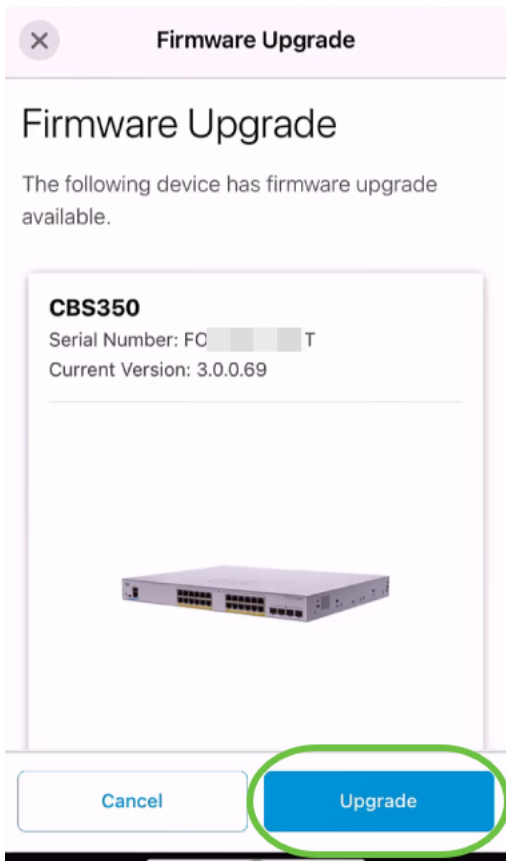 Firmware Upgrade
Firmware Upgrade
The following device has firmware upgrade
available.
CBS350
Serial Number: FO T
Current Version: 3.0.0.69
Cancel
Upgrade